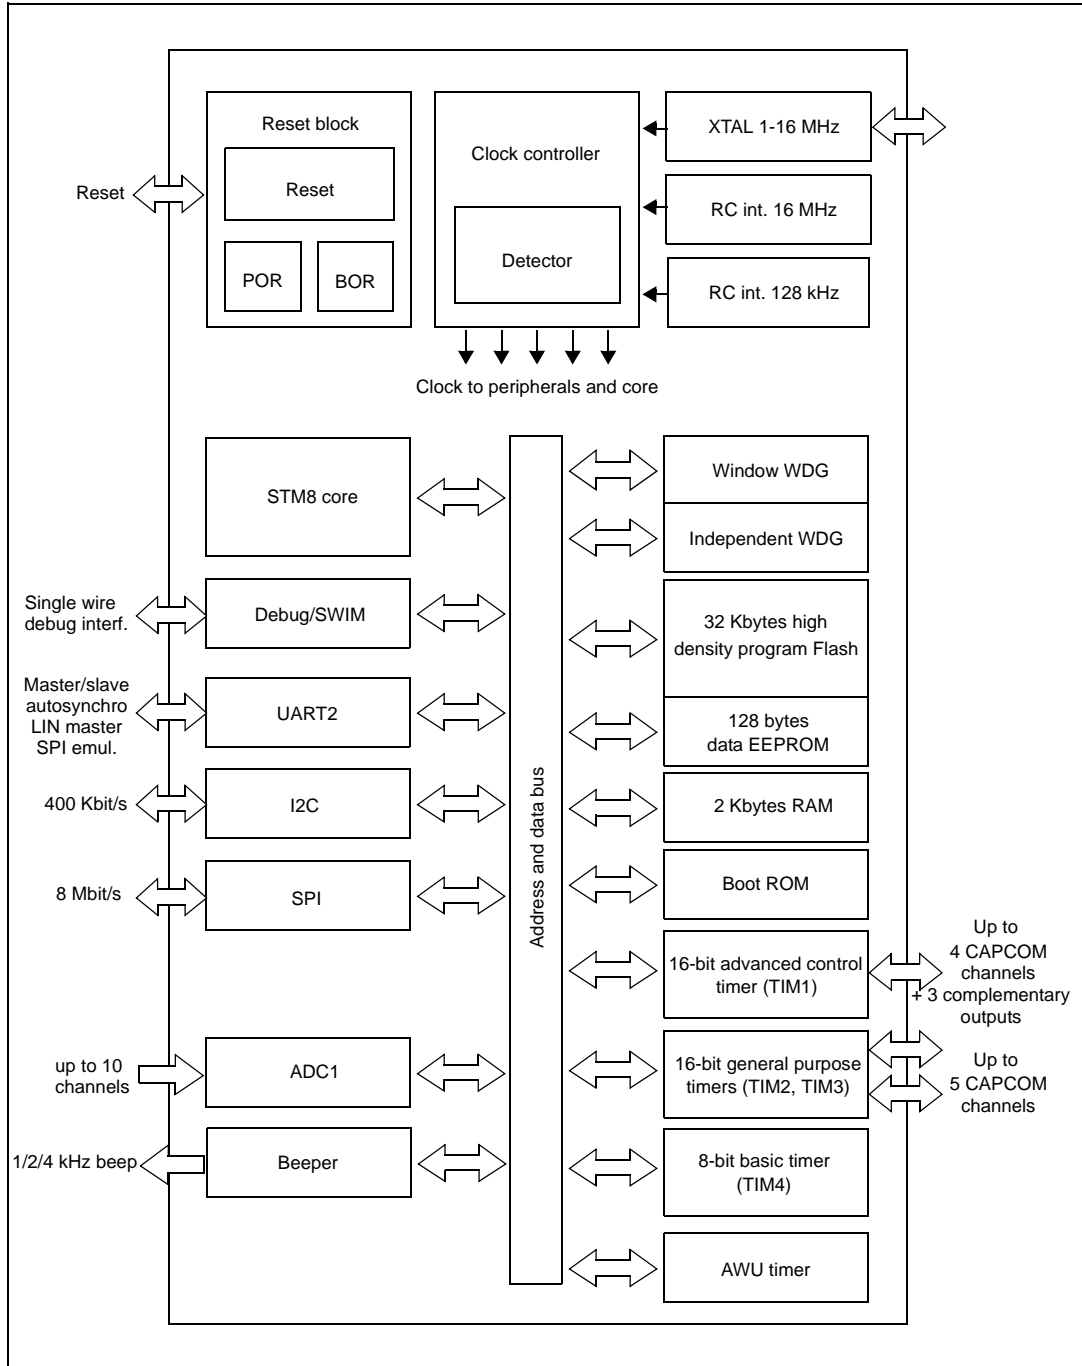 Reset block
Reset
POR
BOR
Reset
Clock controller
Detector
XTAL 1-16 MHz
RC int. 16 MHz
RC int. 128 kHz
Clock to peripherals and core
STM8 core
Single wire
debug interf.
Debug/SWIM
Master/slave
autosynchro
LIN master
SPI emul.
UART2
400 Kbit/s
I2C
8 Mbit/s
SPI
up to 10
channels
ADC1
1/2/4 kHz beep
Beeper
Address and data bus
Window WDG
Independent WDG
32 Kbytes high
density program Flash
128 bytes
data EEPROM
2 Kbytes RAM
Boot ROM
16-bit advanced control
timer (TIM1)
Up to
4 CAPCOM
channels
+ 3 complementary
outputs
16-bit general purpose
timers (TIM2, TIM3)
Up to
5 CAPCOM
channels
8-bit basic timer
(TIM4)
AWU timer